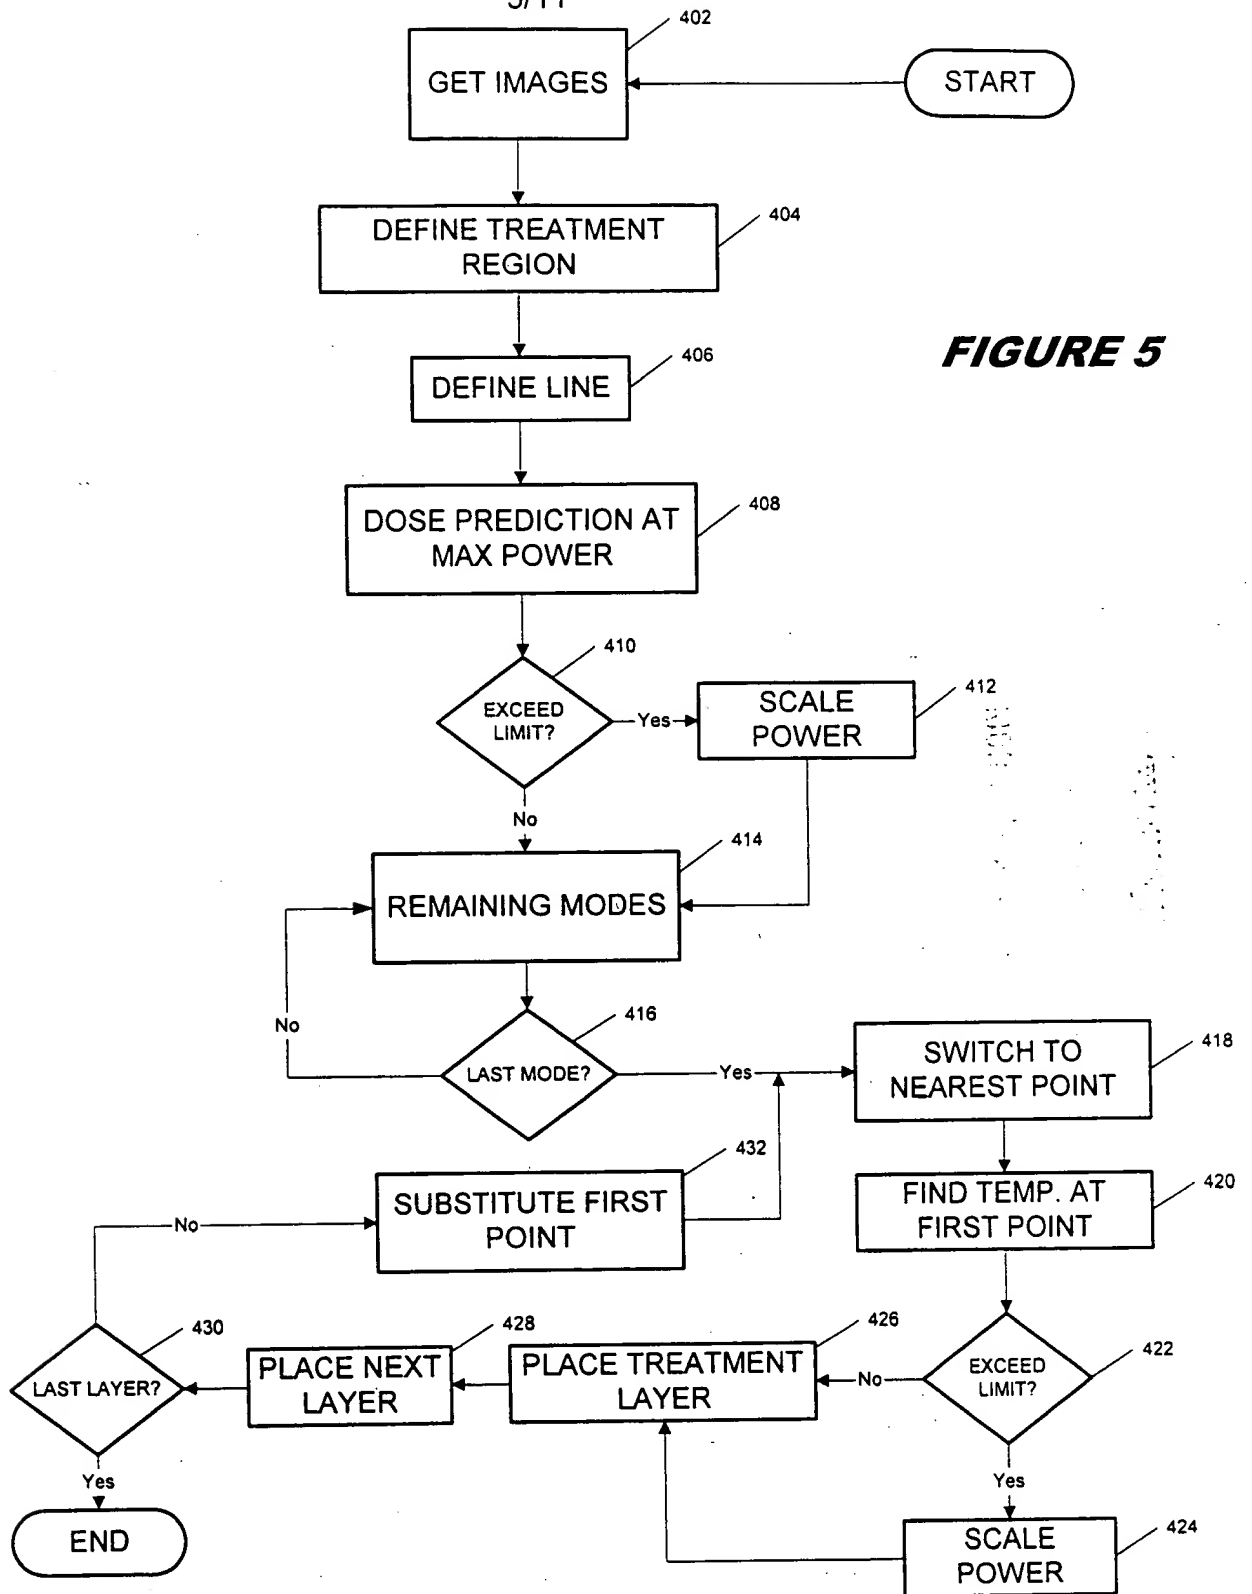 5/11
402
GET IMAGES
START
404
DEFINE TREATMENT
REGION
FIGURE 5
406
DEFINE LINE
408
DOSE PREDICTION AT
MAX POWER
410
EXCEED
LIMIT?
Yes
412
SCALE
POWER
No
414
REMAINING MODES
No
416
LAST MODE?
Yes
418
SWITCH TO
NEAREST POINT
432
SUBSTITUTE FIRST
POINT
No
420
FIND TEMP. AT
FIRST POINT
430
LAST LAYER?
428
PLACE NEXT
LAYER
426
PLACE TREATMENT
LAYER
No
422
EXCEED
LIMIT?
Yes
Yes
END
424
SCALE
POWER